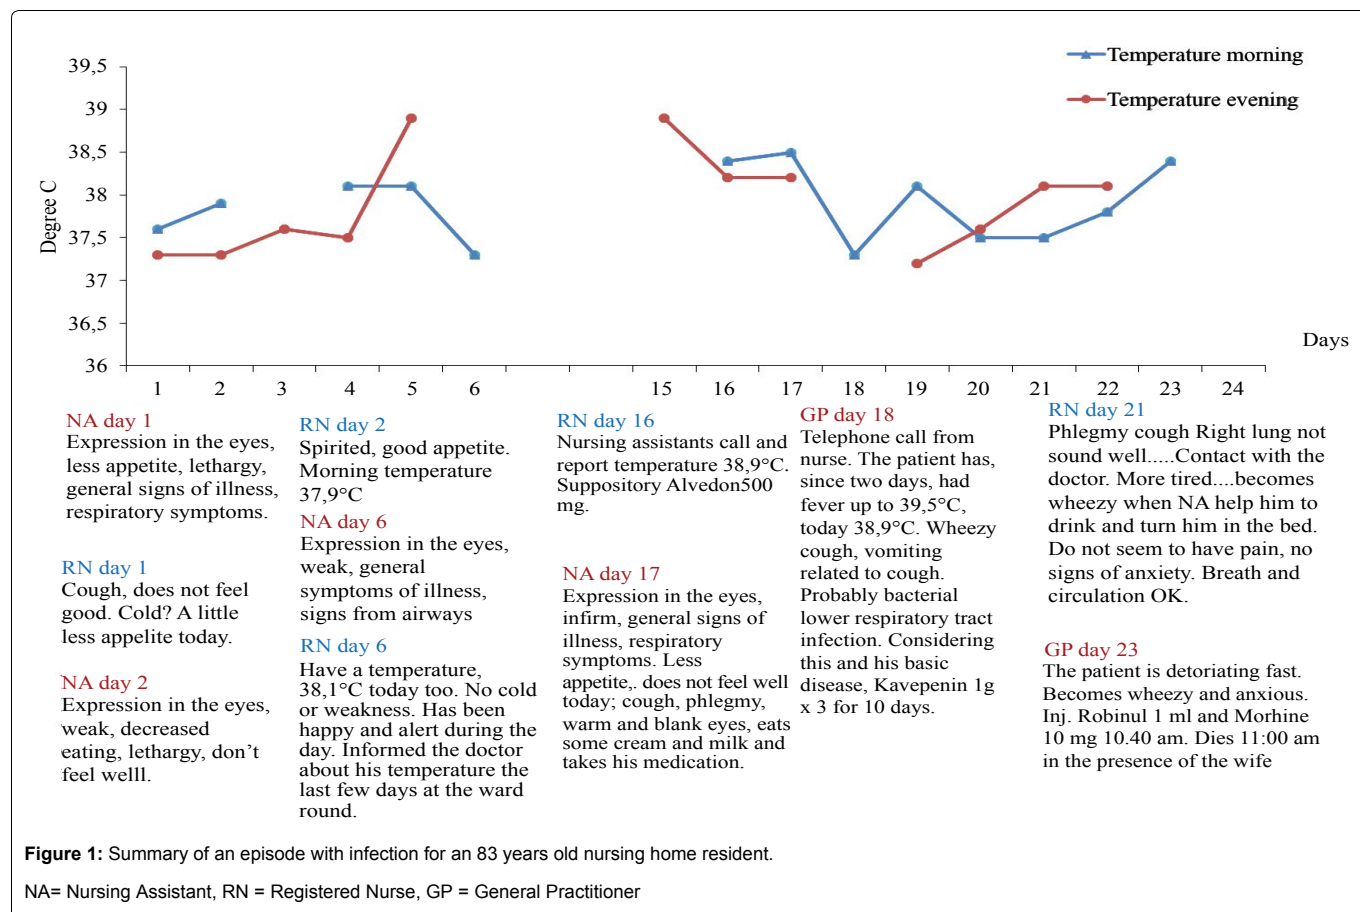 Temperature morning
Temperature evening
Degree C
39,5
39
38,5
38
37,5
37
36,5
36
Days
1 2 3 4 5 6 15 16 17 18 19 20 21 22 23 24
NA day 1
Expression in the eyes,
less appetite, lethargy,
general signs of illness,
respiratory symptoms.
RN day 1
Cough, does not feel
good. Cold? A little
less appelite today.
NA day 2
Expression in the eyes,
weak, decreased
eating, lethargy, don’t
feel welll.
RN day 2
Spirited, good appetite.
Morning temperature
37,9°C
NA day 6
Expression in the eyes,
weak, general
symptoms of illness,
signs from airways
RN day 6
Have a temperature,
38,1°C today too. No cold
or weakness. Has been
happy and alert during the
day. Informed the doctor
about his temperature the
last few days at the ward
round.
RN day 16
Nursing assistants call and
report temperature 38,9°C.
Suppository Alvedon500
mg.
NA day 17
Expression in the eyes,
infirm, general signs of
illness, respiratory
symptoms. Less
appetite,. does not feel well
today; cough, phlegmy,
warm and blank eyes, eats
some cream and milk and
takes his medication.
GP day 18
Telephone call from
nurse. The patient has,
since two days, had
fever up to 39,5°C,
today 38,9°C. Wheezy
cough, vomiting
related to cough.
Probably bacterial
lower respiratory tract
infection. Considering
this and his basic
disease, Kavepenin 1g
x 3 for 10 days.
RN day 21
Phlegmy cough Right lung not
sound well.....Contact with the
doctor. More tired....becomes
wheezy when NA help him to
drink and turn him in the bed.
Do not seem to have pain, no
signs of anxiety. Breath and
circulation OK.
GP day 23
The patient is detoriating fast.
Becomes wheezy and anxious.
Inj. Robinul 1 ml and Morhine
10 mg 10.40 am. Dies 11:00 am
in the presence of the wife
Figure 1: Summary of an episode with infection for an 83 years old nursing home resident.
NA= Nursing Assistant, RN = Registered Nurse, GP = General Practitioner